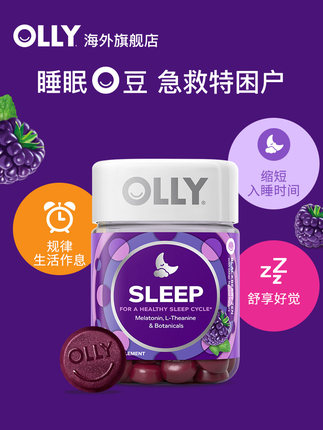 OLLY. 海外旗舰店
睡眠O豆 急救特困户
缩短
入睡时间
OLLY
规律
生活作息
zzz
舒享好觉
SLEEP
FOR A HEALTHY SLEEP CYCLE*
Melatonin, L-Theanine
& Botanicals
OLLY